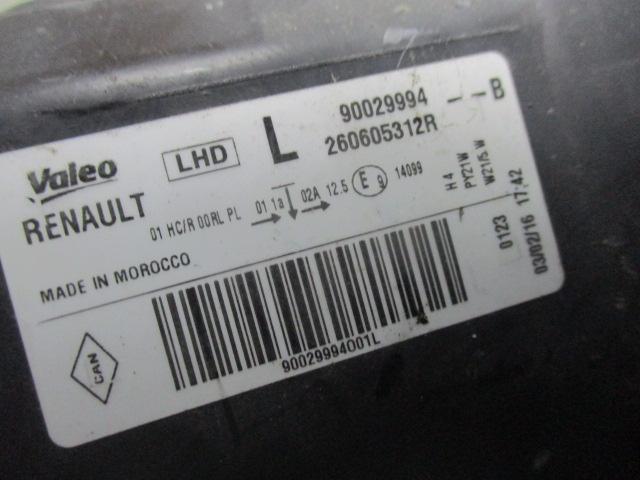 Valeo LHD L 90029994 --B
RENAULT 260605312R
01 HC/R 00RL PL 01 1a 02A 12.5 E9 14099
H4
PY21W
W21/5 W
MADE IN MOROCCO
0123
03/02/16 17:42
CAN
90029994001L